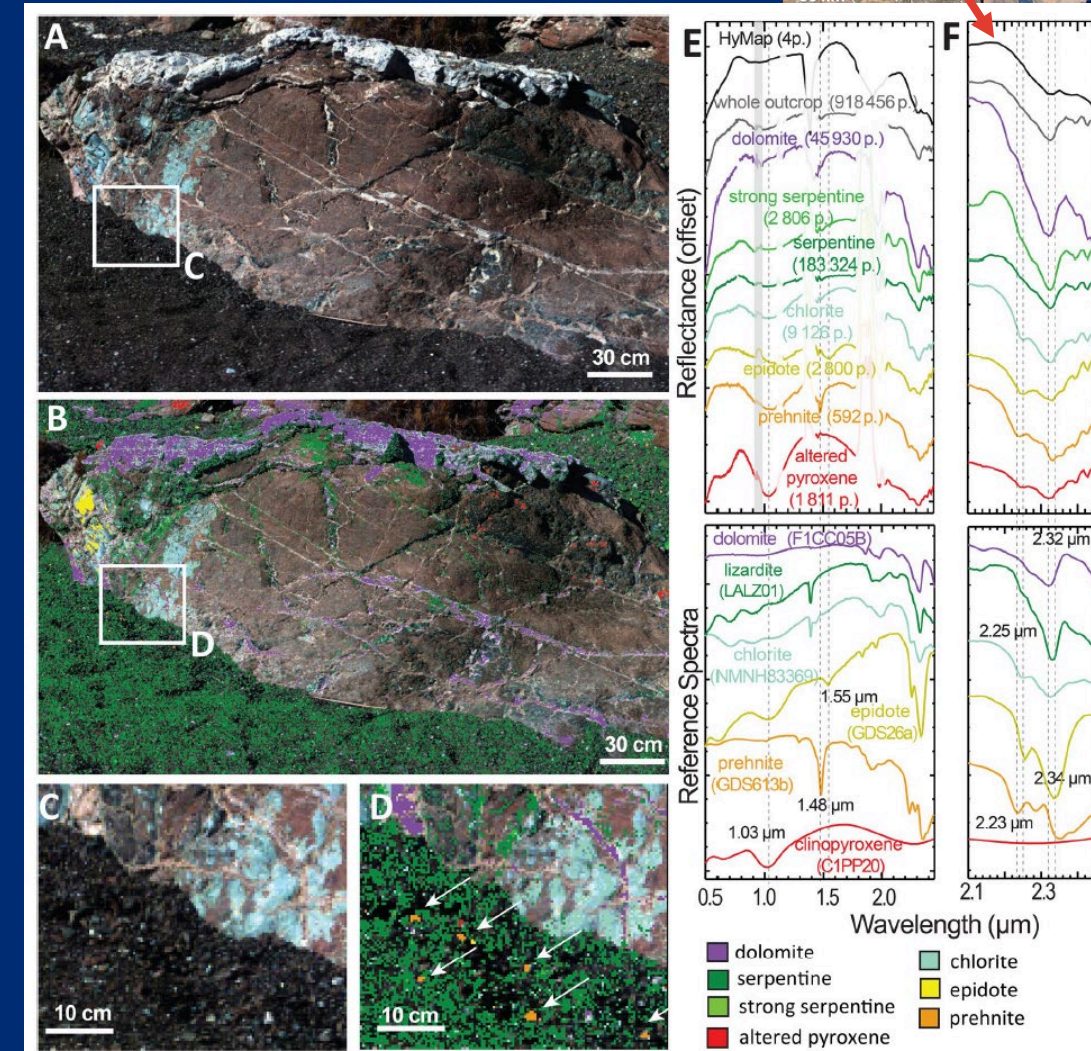 A
C
30 cm
B
D
30 cm
C
10 cm
D
10 cm
E
HyMap (4p.)
whole outcrop (918 456 p.)
dolomite (45 930 p.)
strong serpentine
(2 806 p.)
serpentine
(183 324 p.)
chlorite
(9 126 p.)
epidote (2 800 p.)
prehnite (592 p.)
altered
pyroxene
(1 811 p.)
Reflectance (offset)
F
dolomite (F1CC05B)
lizardite
(LALZ01)
chlorite
(NMNH83369)
1.55 µm
epidote
(GDS26a)
prehnite
(GDS613b)
1.48 µm
1.03 µm
clinopyroxene
(C1PP20)
Reference Spectra
2.32 µm
2.25 µm
2.34 µm
2.23 µm
0.5 1.0 1.5 2.0
2.1 2.3
Wavelength (µm)
dolomite
serpentine
strong serpentine
altered pyroxene
chlorite
epidote
prehnite